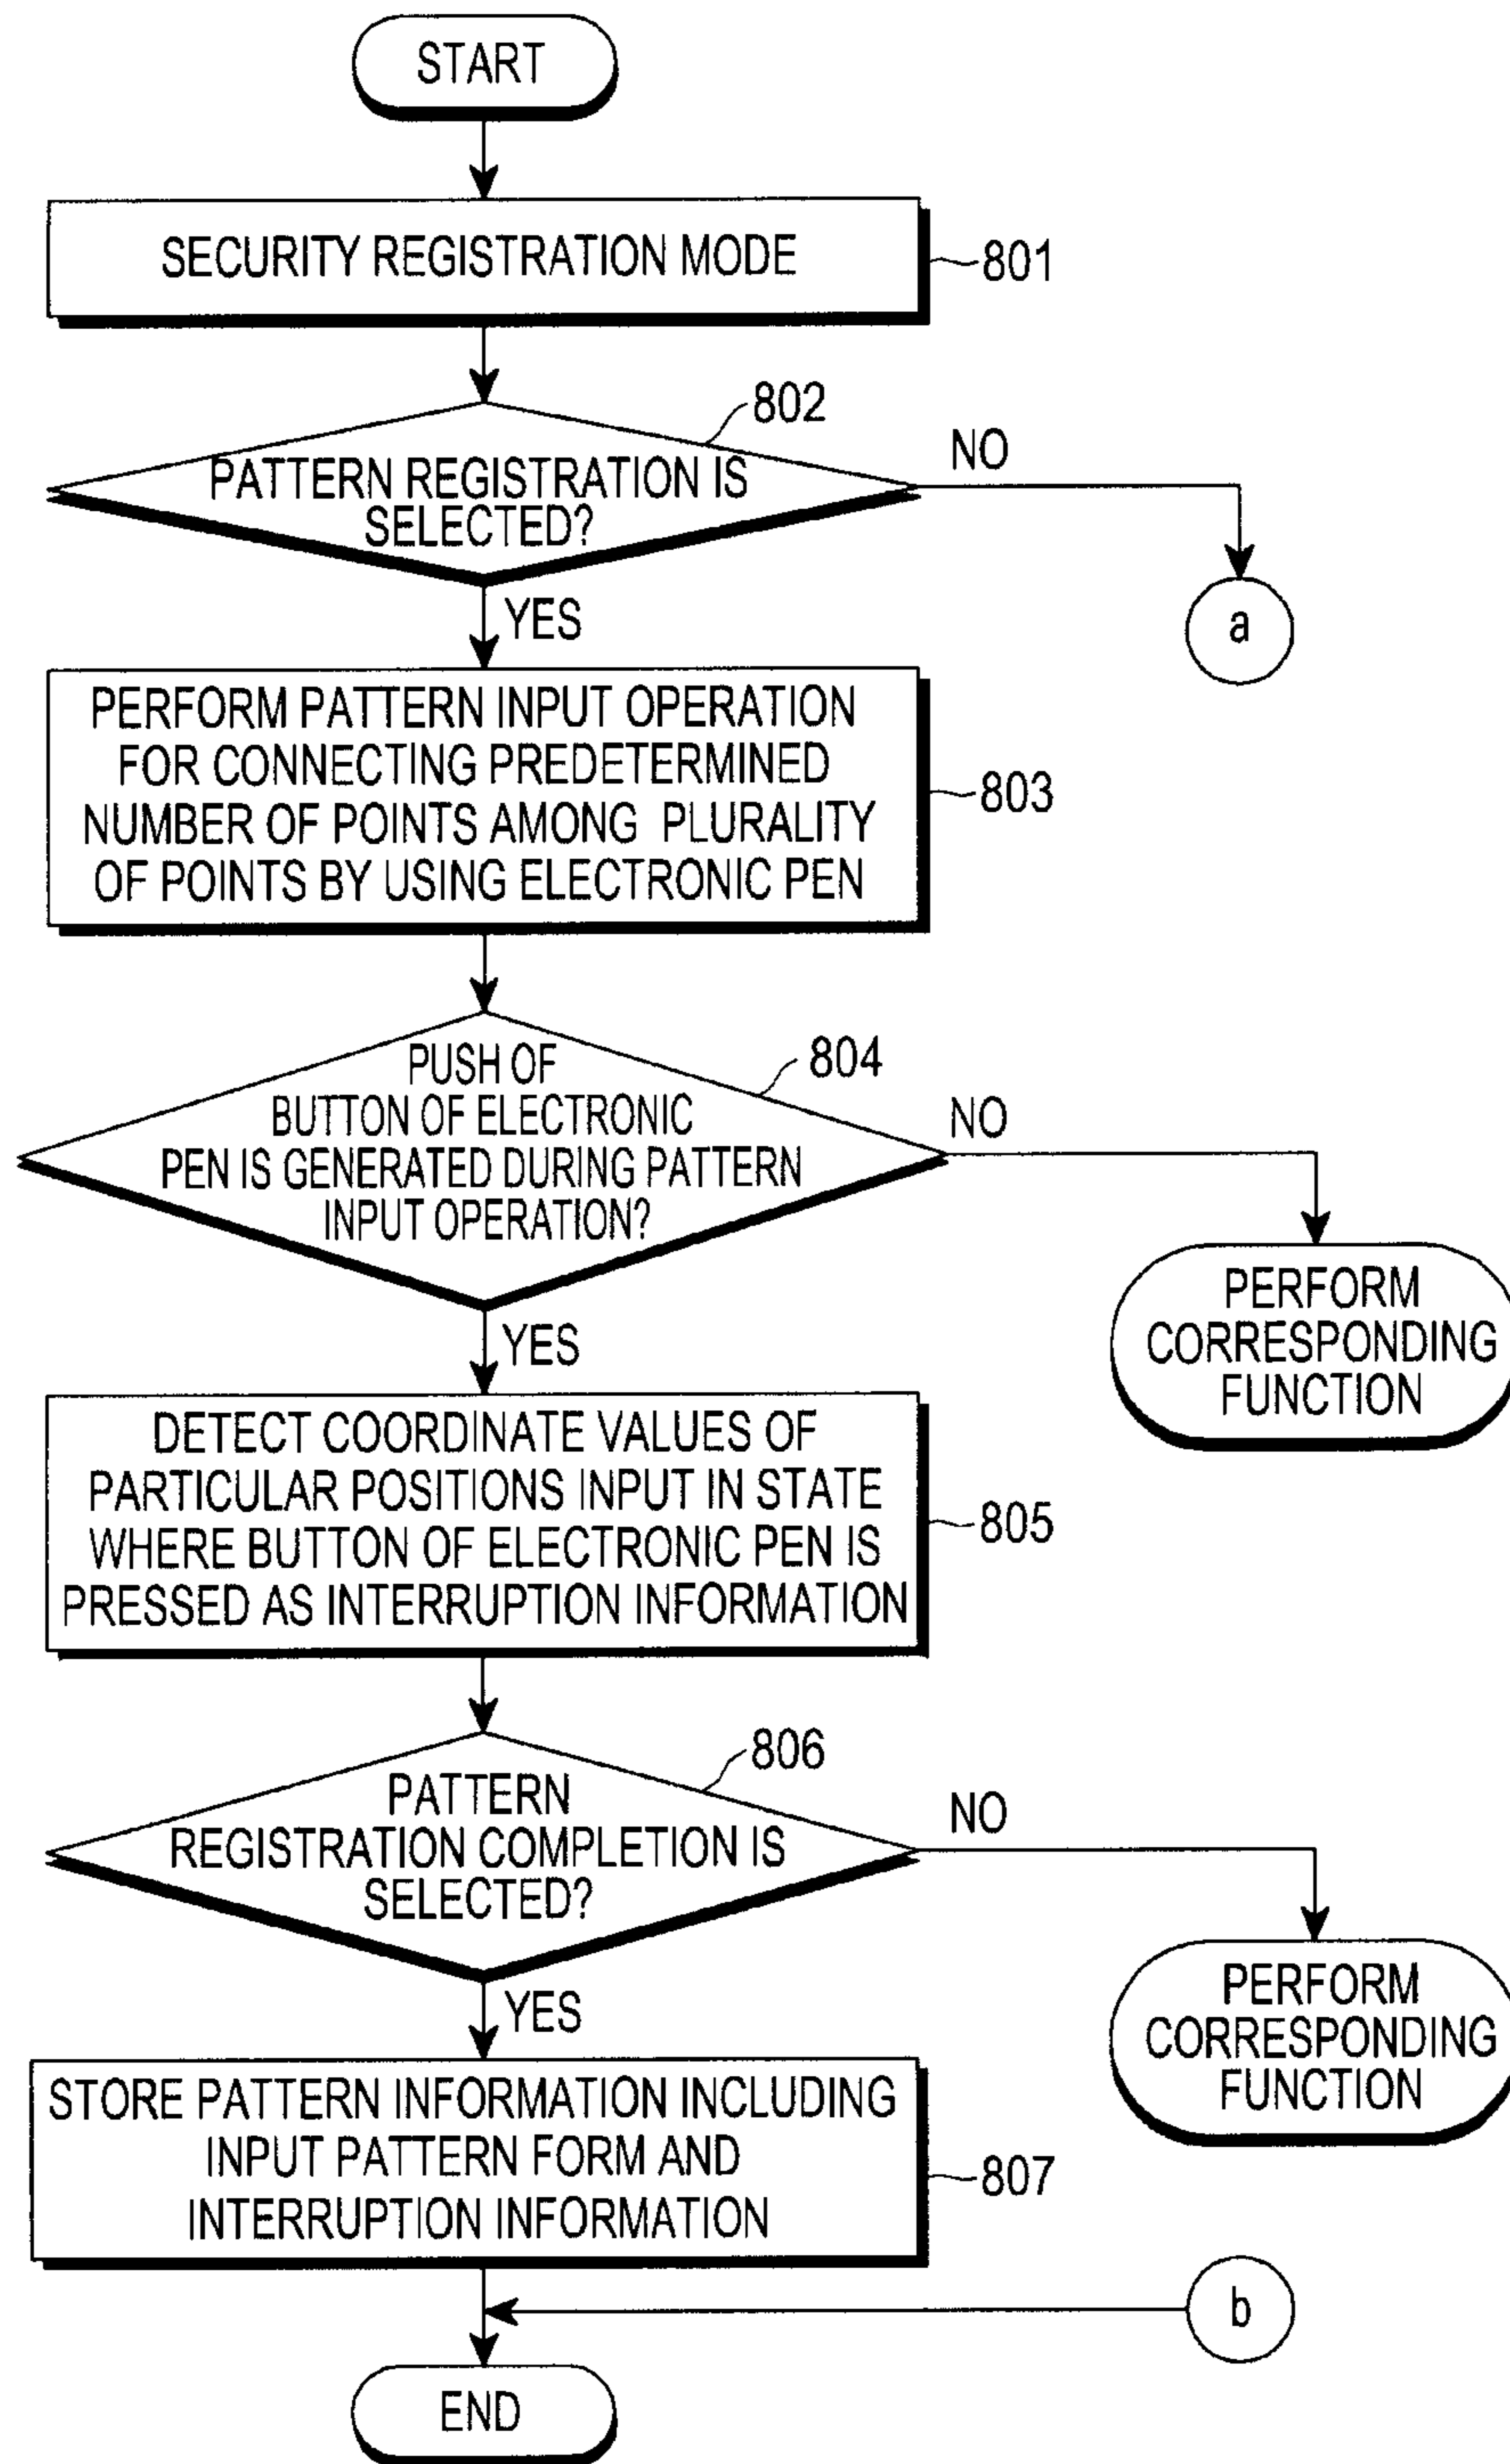 START
SECURITY REGISTRATION MODE
801
802
PATTERN REGISTRATION IS
SELECTED?
NO
a
YES
PERFORM PATTERN INPUT OPERATION
FOR CONNECTING PREDETERMINED
NUMBER OF POINTS AMONG PLURALITY
OF POINTS BY USING ELECTRONIC PEN
803
804
PUSH OF
BUTTON OF ELECTRONIC
PEN IS GENERATED DURING PATTERN
INPUT OPERATION?
NO
PERFORM
CORRESPONDING
FUNCTION
YES
DETECT COORDINATE VALUES OF
PARTICULAR POSITIONS INPUT IN STATE
WHERE BUTTON OF ELECTRONIC PEN IS
PRESSED AS INTERRUPTION INFORMATION
805
806
PATTERN
REGISTRATION COMPLETION IS
SELECTED?
NO
PERFORM
CORRESPONDING
FUNCTION
YES
STORE PATTERN INFORMATION INCLUDING
INPUT PATTERN FORM AND
INTERRUPTION INFORMATION
807
b
END